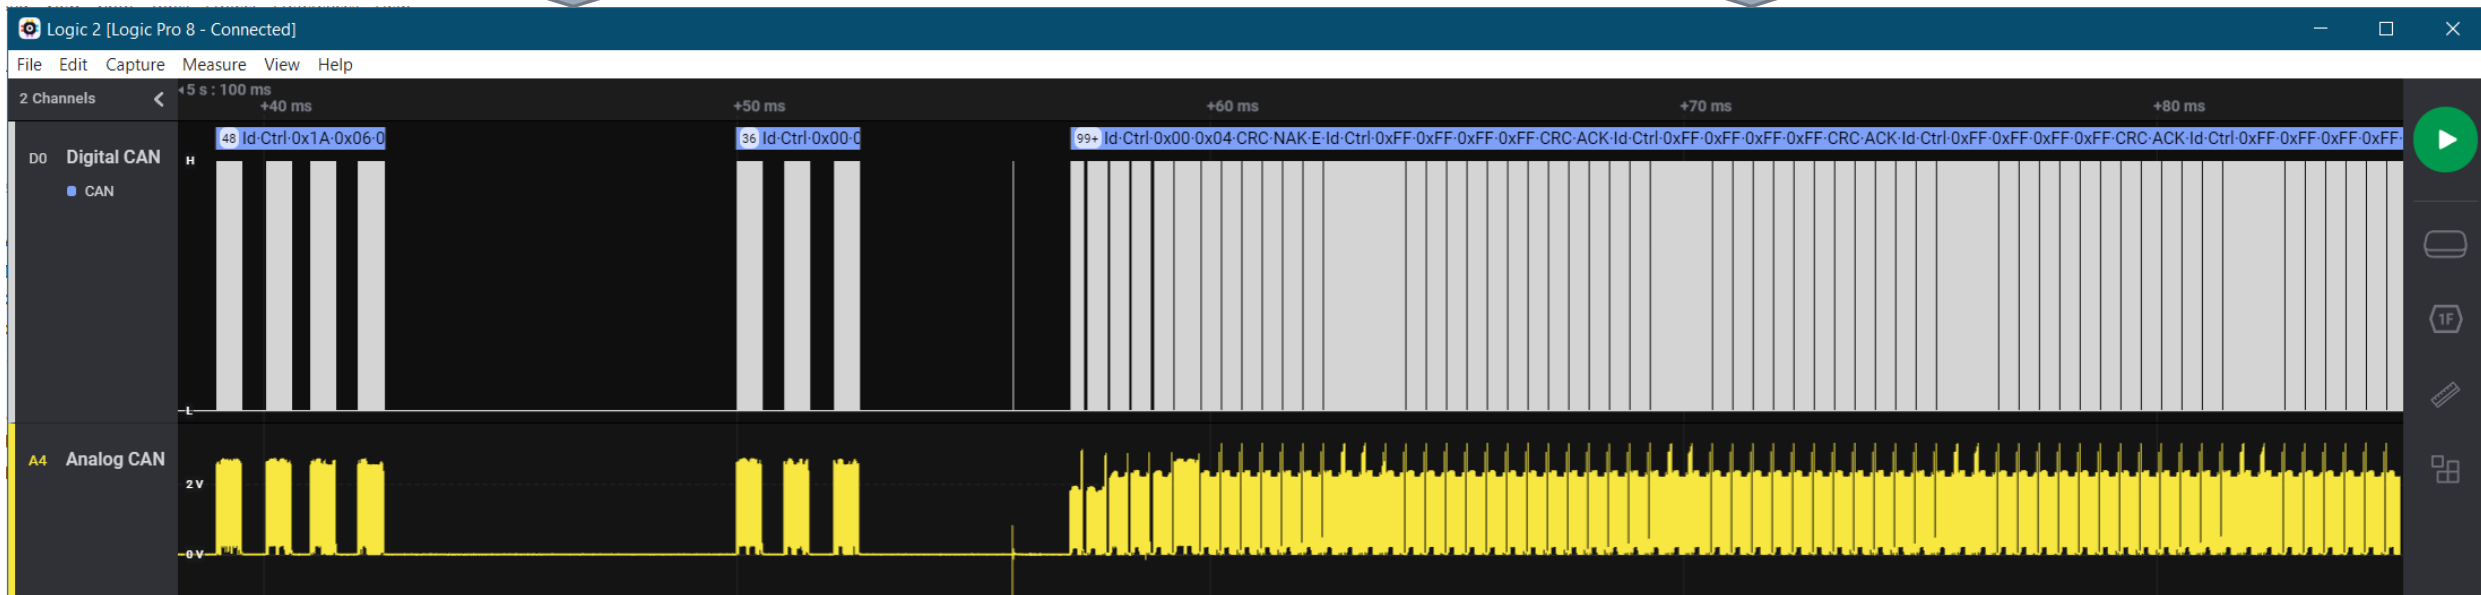 Logic 2 [Logic Pro 8 - Connected]
File Edit Capture Measure View Help
2 Channels
5 s : 100 ms
+40 ms +50 ms +60 ms +70 ms +80 ms
D0 Digital CAN
CAN
H
L
48 Id·Ctrl·0x1A·0x06·0
36 Id·Ctrl·0x00·0
99+ Id·Ctrl·0x00·0x04·CRC·NAK·E·Id·Ctrl·0xFF·0xFF·0xFF·0xFF·CRC·ACK·Id·Ctrl·0xFF·0xFF·0xFF·0xFF·CRC·ACK·Id·Ctrl·0xFF·0xFF·0xFF·0xFF·CRC·ACK·Id·Ctrl·0xFF·0xFF·0xFF·0xFF·
A4 Analog CAN
2 V
0 V
1F